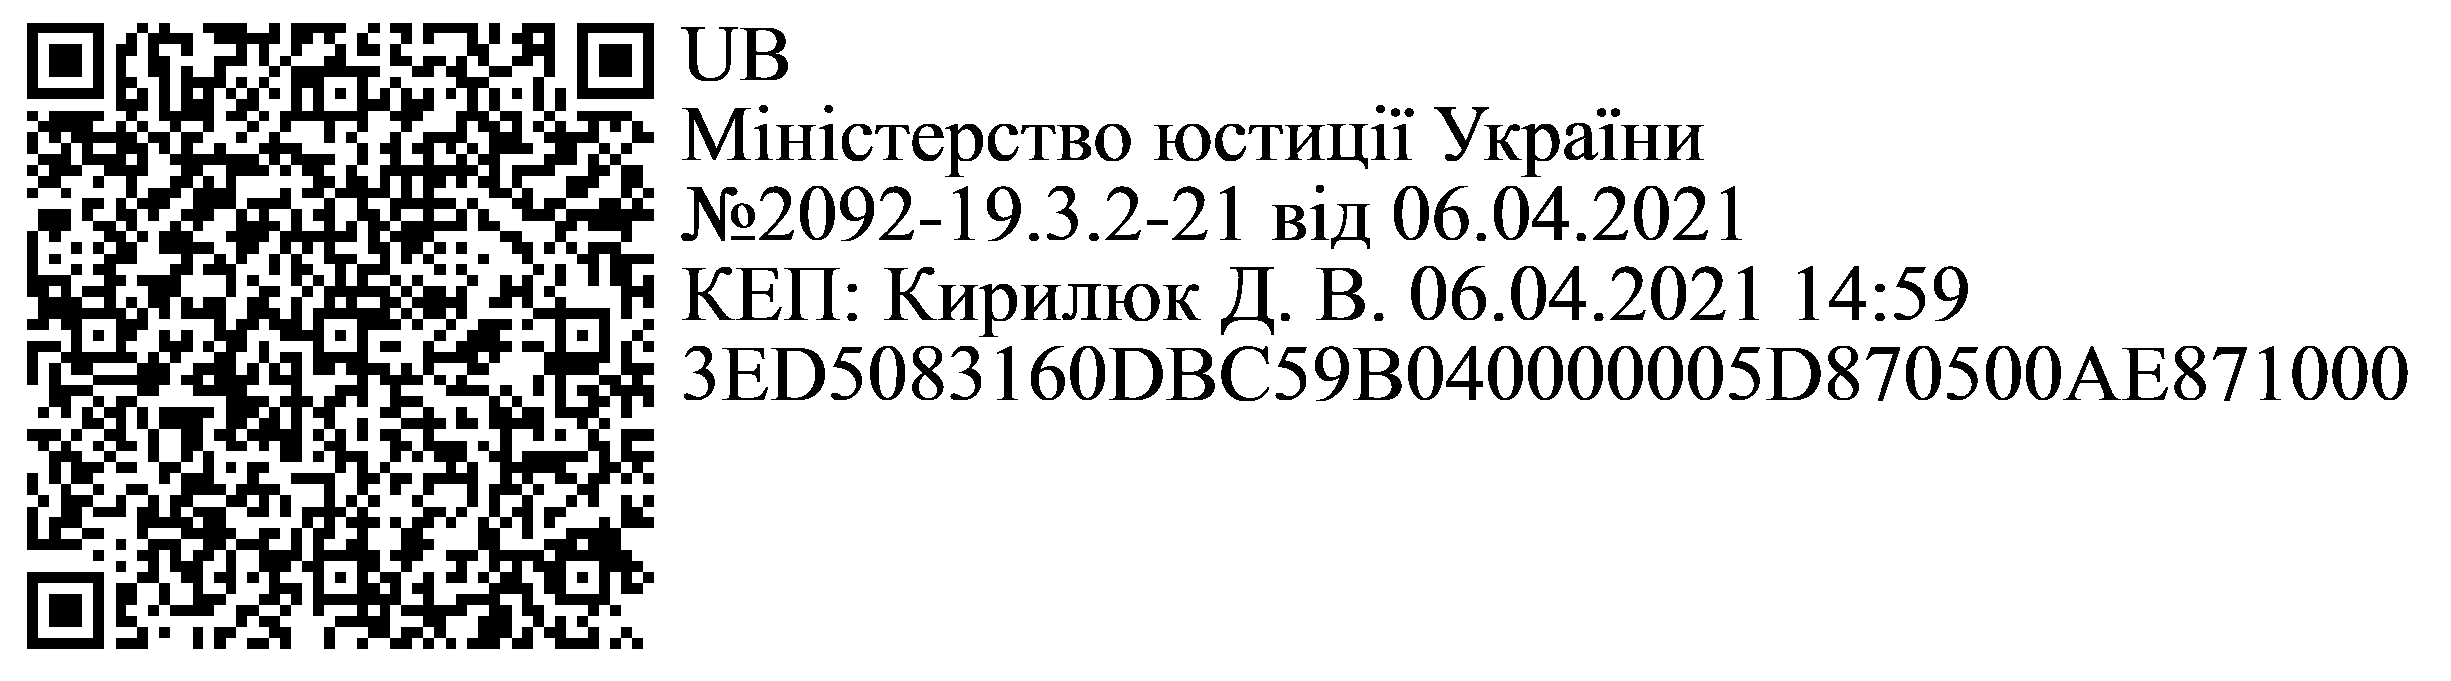 UB
Міністерство юстиції України
№2092-19.3.2-21 від 06.04.2021
КЕП: Кирилюк Д. В. 06.04.2021 14:59
3ED5083160DBC59B040000005D870500AE871000